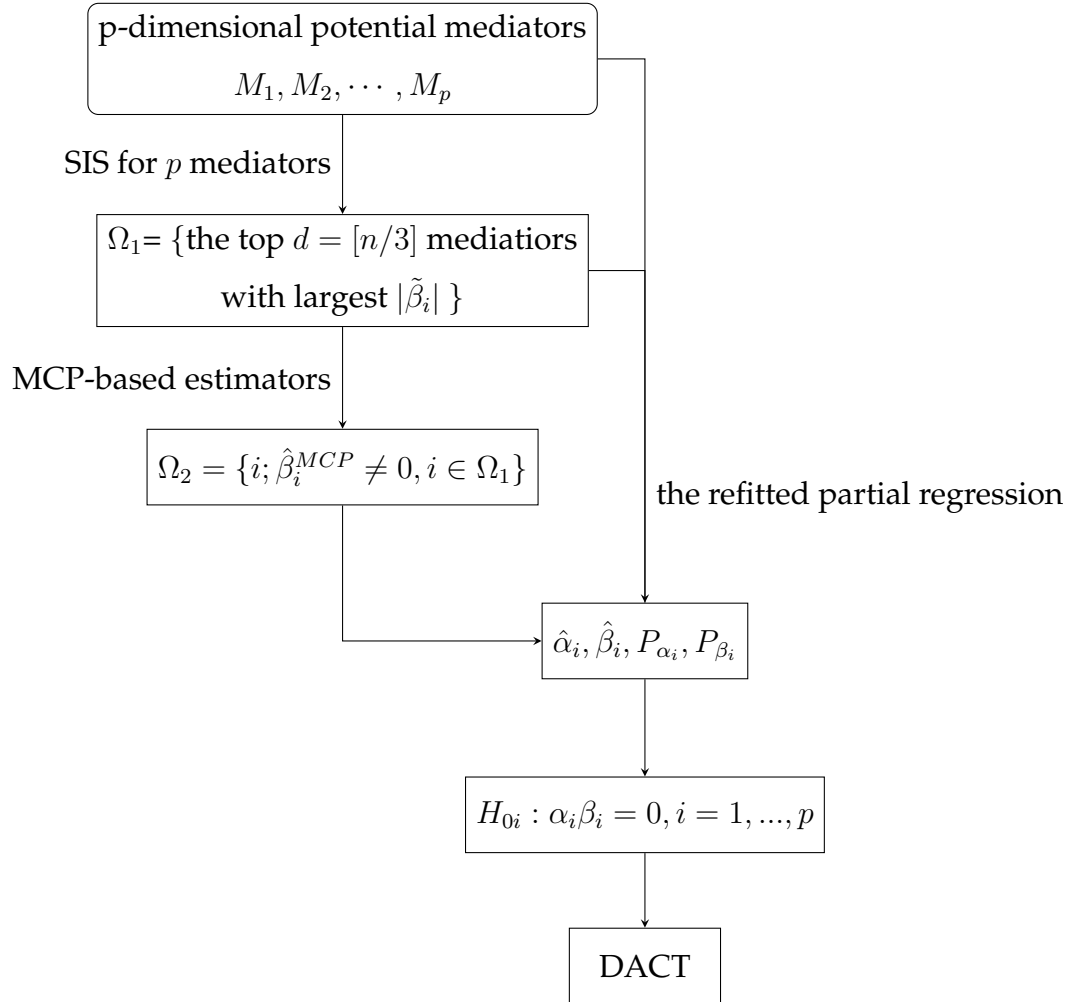 p-dimensional potential mediators
M_1, M_2, ⋯ , M_p
SIS for p mediators
Ω_1= {the top d = [n/3] mediatiors
with largest |β̃_i| }
MCP-based estimators
Ω_2 = {i; β̂_i^{MCP} ≠ 0, i ∈ Ω_1}
the refitted partial regression
α̂_i, β̂_i, P_{α_i}, P_{β_i}
H_{0i} : α_iβ_i = 0, i = 1, ..., p
DACT